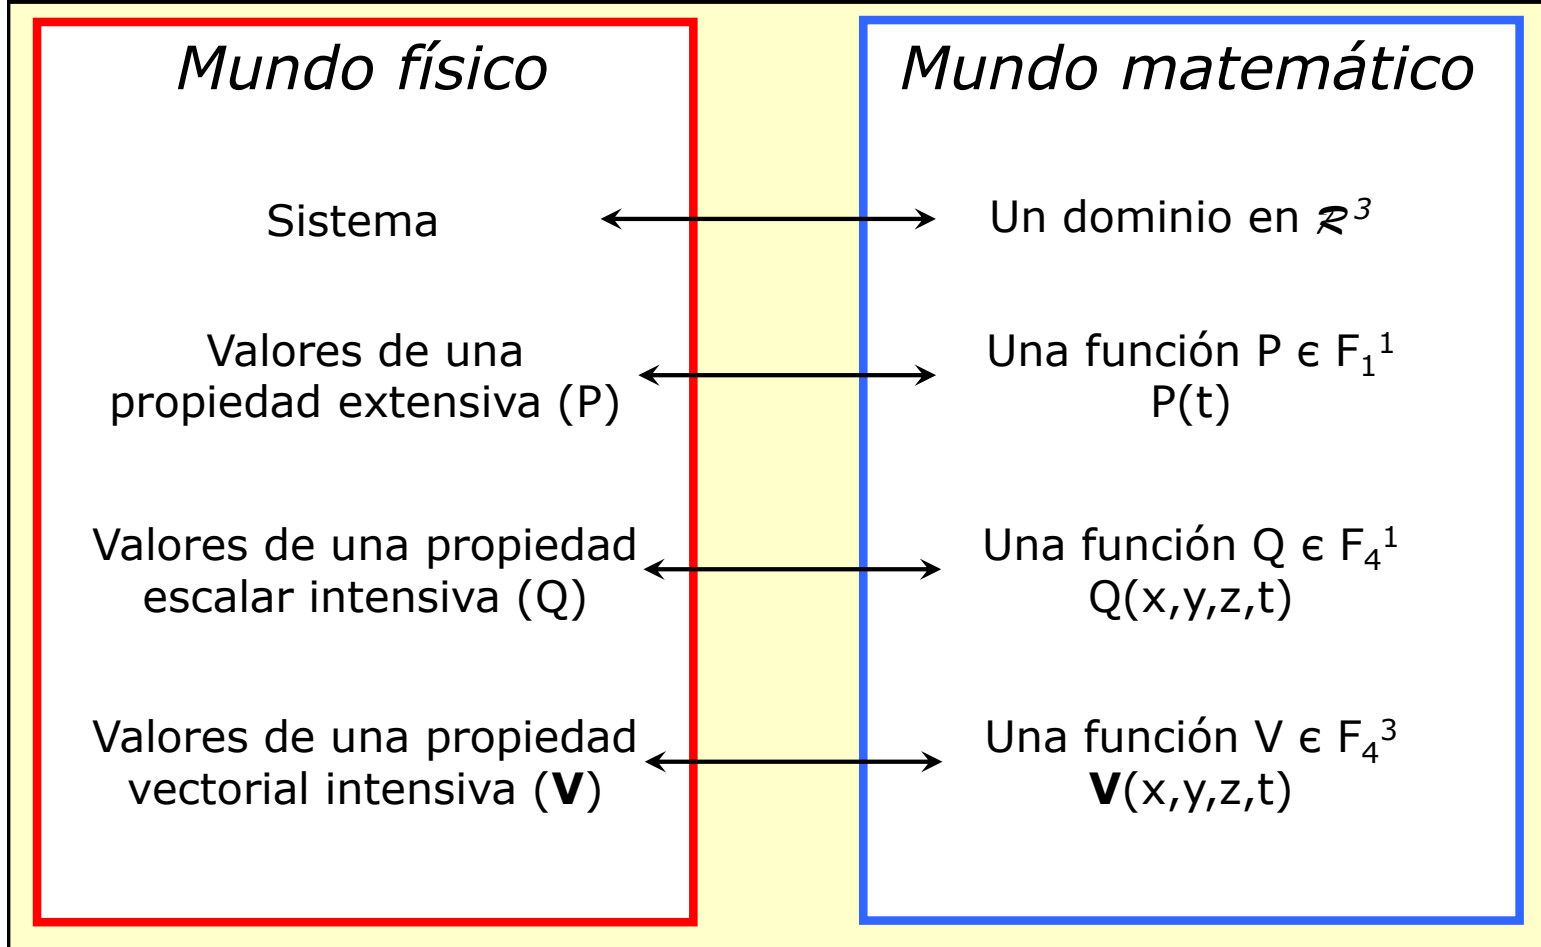 Mundo físico
Mundo matemático
Sistema
Un dominio en ℛ³
Valores de una
propiedad extensiva (P)
Una función P є F₁¹
P(t)
Valores de una propiedad
escalar intensiva (Q)
Una función Q є F₄¹
Q(x,y,z,t)
Valores de una propiedad
vectorial intensiva (V)
Una función V є F₄³
V(x,y,z,t)